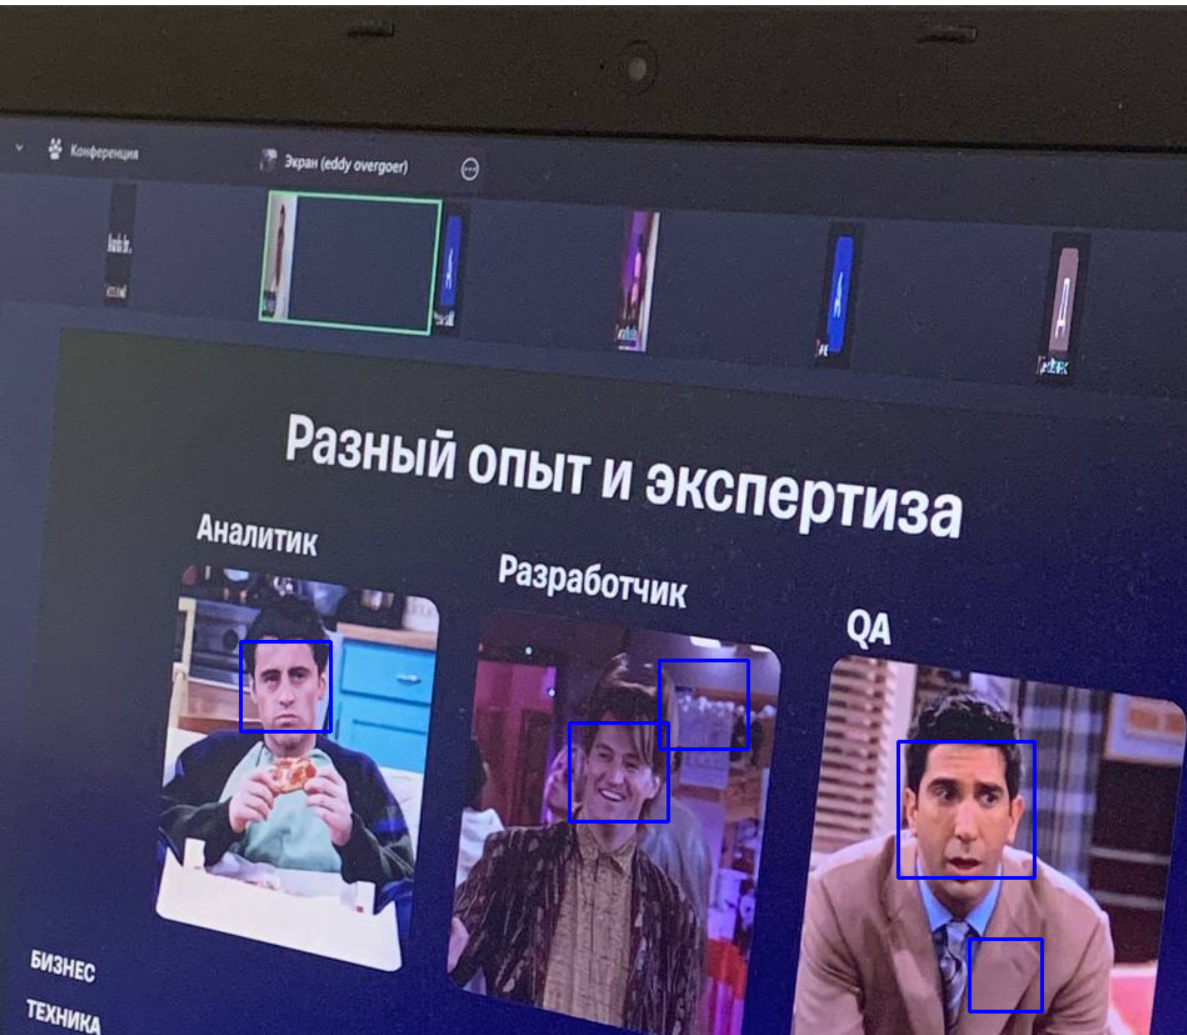 Конференция
Экран (eddy overgoer)
Разный опыт и экспертиза
Аналитик
Разработчик
QA
БИЗНЕС
ТЕХНИКА